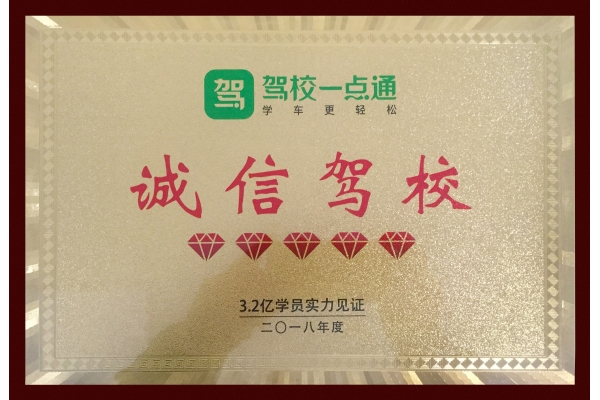 驾
驾校一点通
学车更轻松
诚信驾校
3.2亿学员实力见证
二〇一八年度